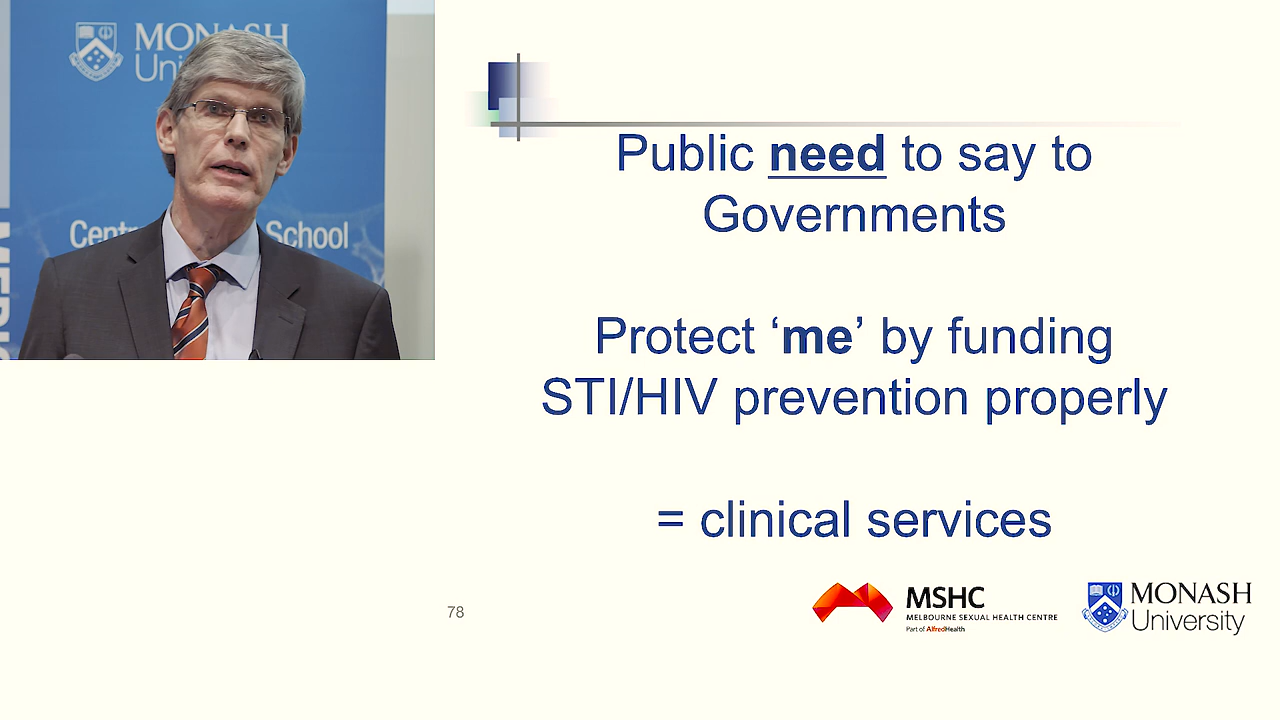 MONASH
Uni
Cent School
Public need to say to
Governments
Protect ‘me’ by funding
STI/HIV prevention properly
= clinical services
78
MSHC
MELBOURNE SEXUAL HEALTH CENTRE
Part of AlfredHealth
MONASH
University